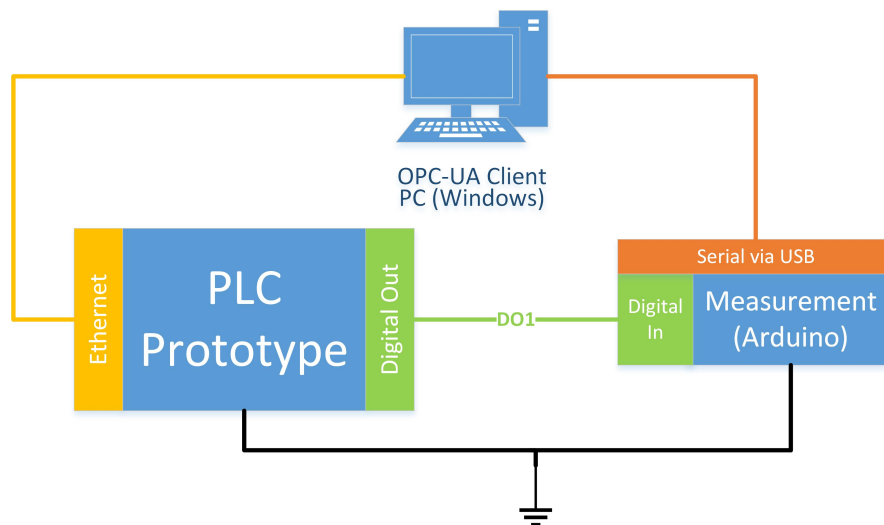 OPC-UA Client
PC (Windows)
Ethernet
PLC
Prototype
Digital Out
DO1
Serial via USB
Digital
In
Measurement
(Arduino)